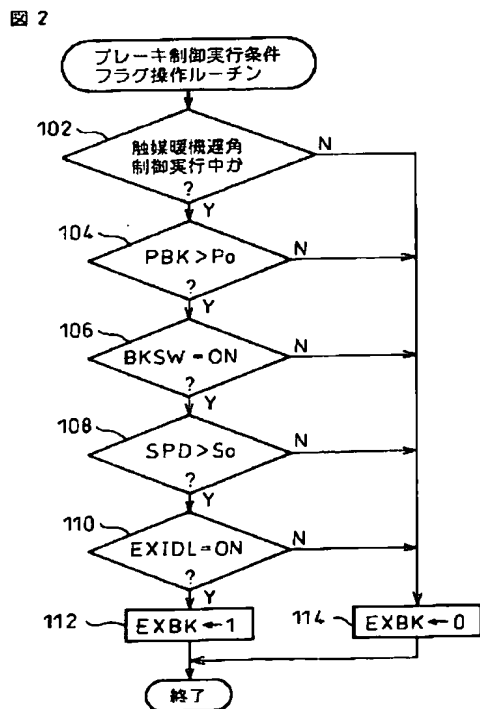 図 2
ブレーキ制御実行条件
フラグ操作ルーチン
102
触媒暖機遅角
制御実行中か
?
N
Y
104
PBK>Po
?
N
Y
106
BKSW=ON
?
N
Y
108
SPD>So
?
N
Y
110
EXIDL=ON
?
N
Y
112
EXBK←1
114
EXBK←0
終了